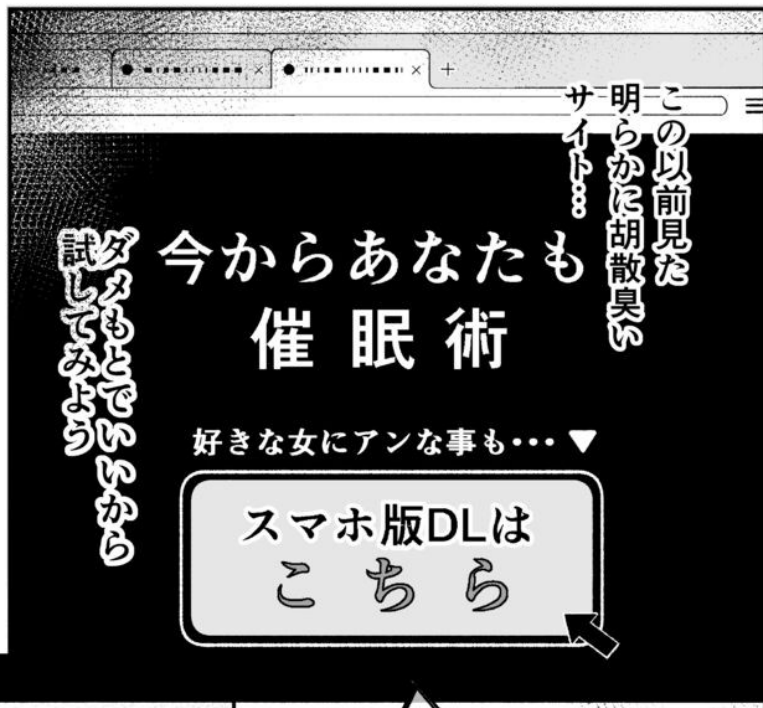 この以前見た
明らかに胡散臭い
サイト…
今からあなたも
催眠術
好きな女にアンな事も・・・▼
スマホ版DLは
こちら
ダメもとでいいから
試してみよう